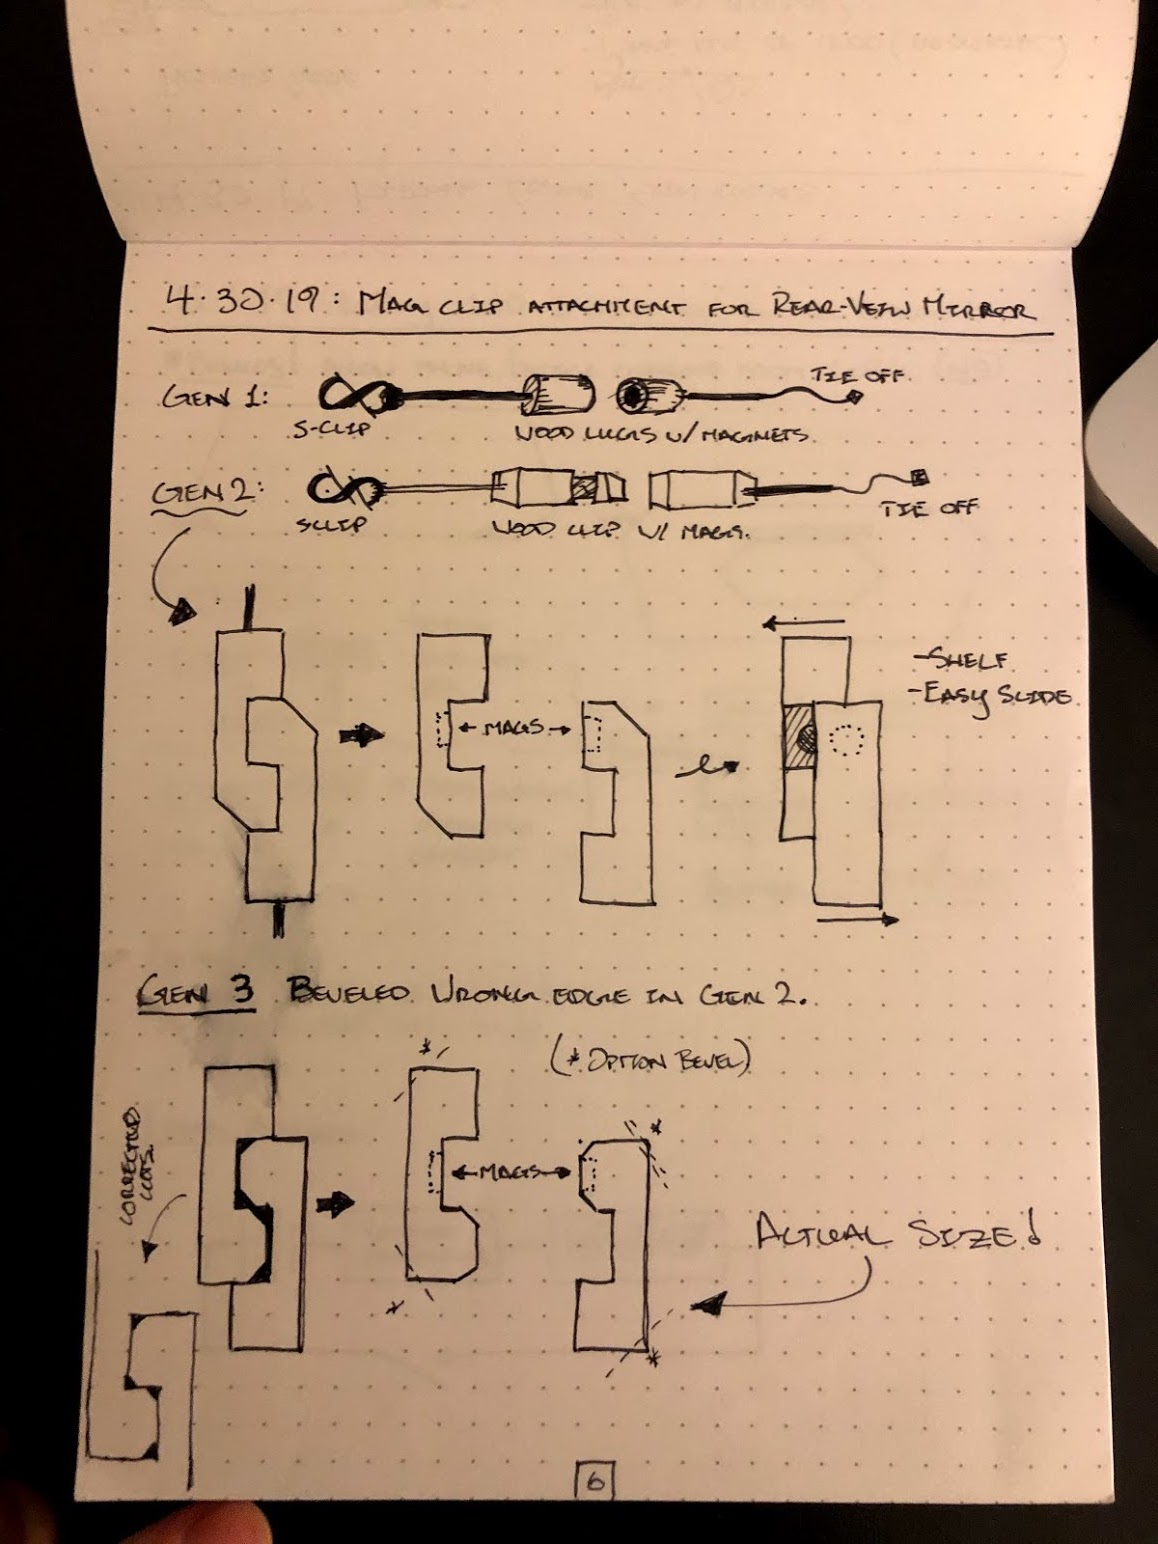 4.30.19: MAG CLIP ATTACHMENT FOR REAR-VIEW MIRROR
GEN 1:
TIE OFF
S-CLIP
WOOD LUGS W/MAGNETS
GEN 2:
TIE OFF
SCLIP
WOOD CLIP W/ MAGS.
-SHELF
-EASY SLIDE
←MAGS→
GEN 3 BEVELED WRONG EDGE IN GEN 2.
(* OPTION BEVEL)
*
*
CORRECTED
CUTS.
←MAGS→
ACTUAL SIZE!
*
*
6